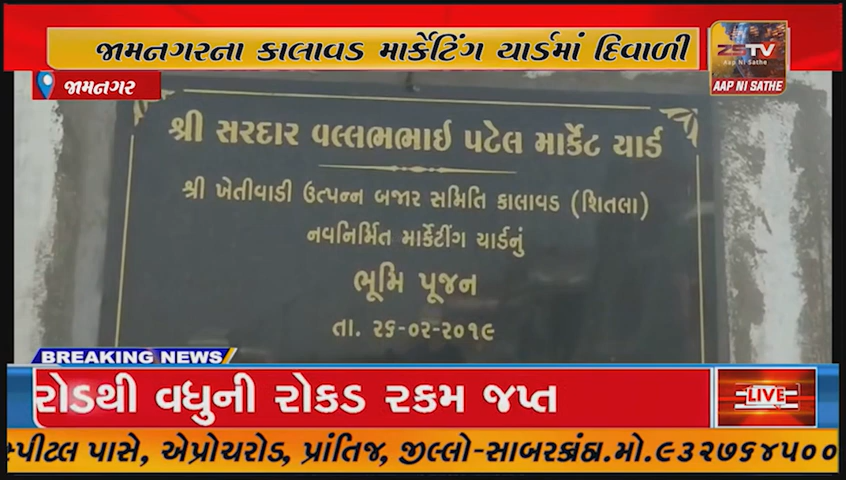 જામનગરના કાલાવડ માર્કેટિંગ ચાર્ડમાં દિવાળી
ZSTV
Aap Ni Sathe
AAP NI SATHE
જામનગર
શ્રી સરદાર વલ્લભભાઈ પટેલ માર્કેટ યાર્ડ
શ્રી ખેતીવાડી ઉત્પન્ન બજાર સમિતિ કાલાવડ (શિતલા)
નવનિર્મિત માર્કેટીંગ યાર્ડનું
ભૂમિ પૂજન
તા. ૨૬-૦૨-૨૦૧૯
BREAKING NEWS
રોડથી વધુની રોકડ રકમ જપ્ત
LIVE
સ્પીટલ પાસે, એપ્રોચરોડ, પ્રાંતિજ, જીલ્લો-સાબરકાંઠા.મો.૯૩૨૭૬૪૫૦૦